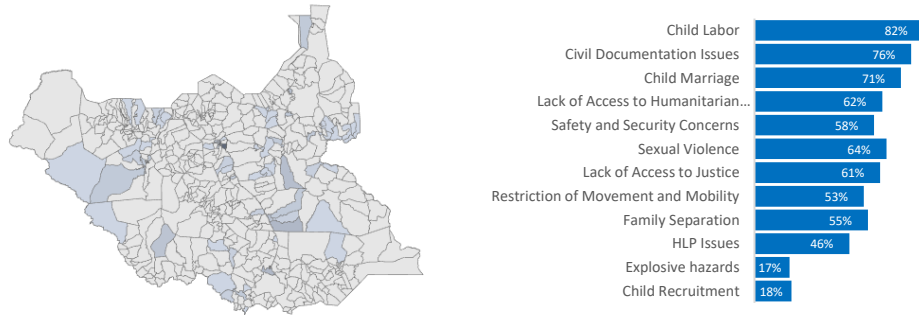 Child Labor 82%
Civil Documentation Issues 76%
Child Marriage 71%
Lack of Access to Humanitarian… 62%
Safety and Security Concerns 58%
Sexual Violence 64%
Lack of Access to Justice 61%
Restriction of Movement and Mobility 53%
Family Separation 55%
HLP Issues 46%
Explosive hazards 17%
Child Recruitment 18%